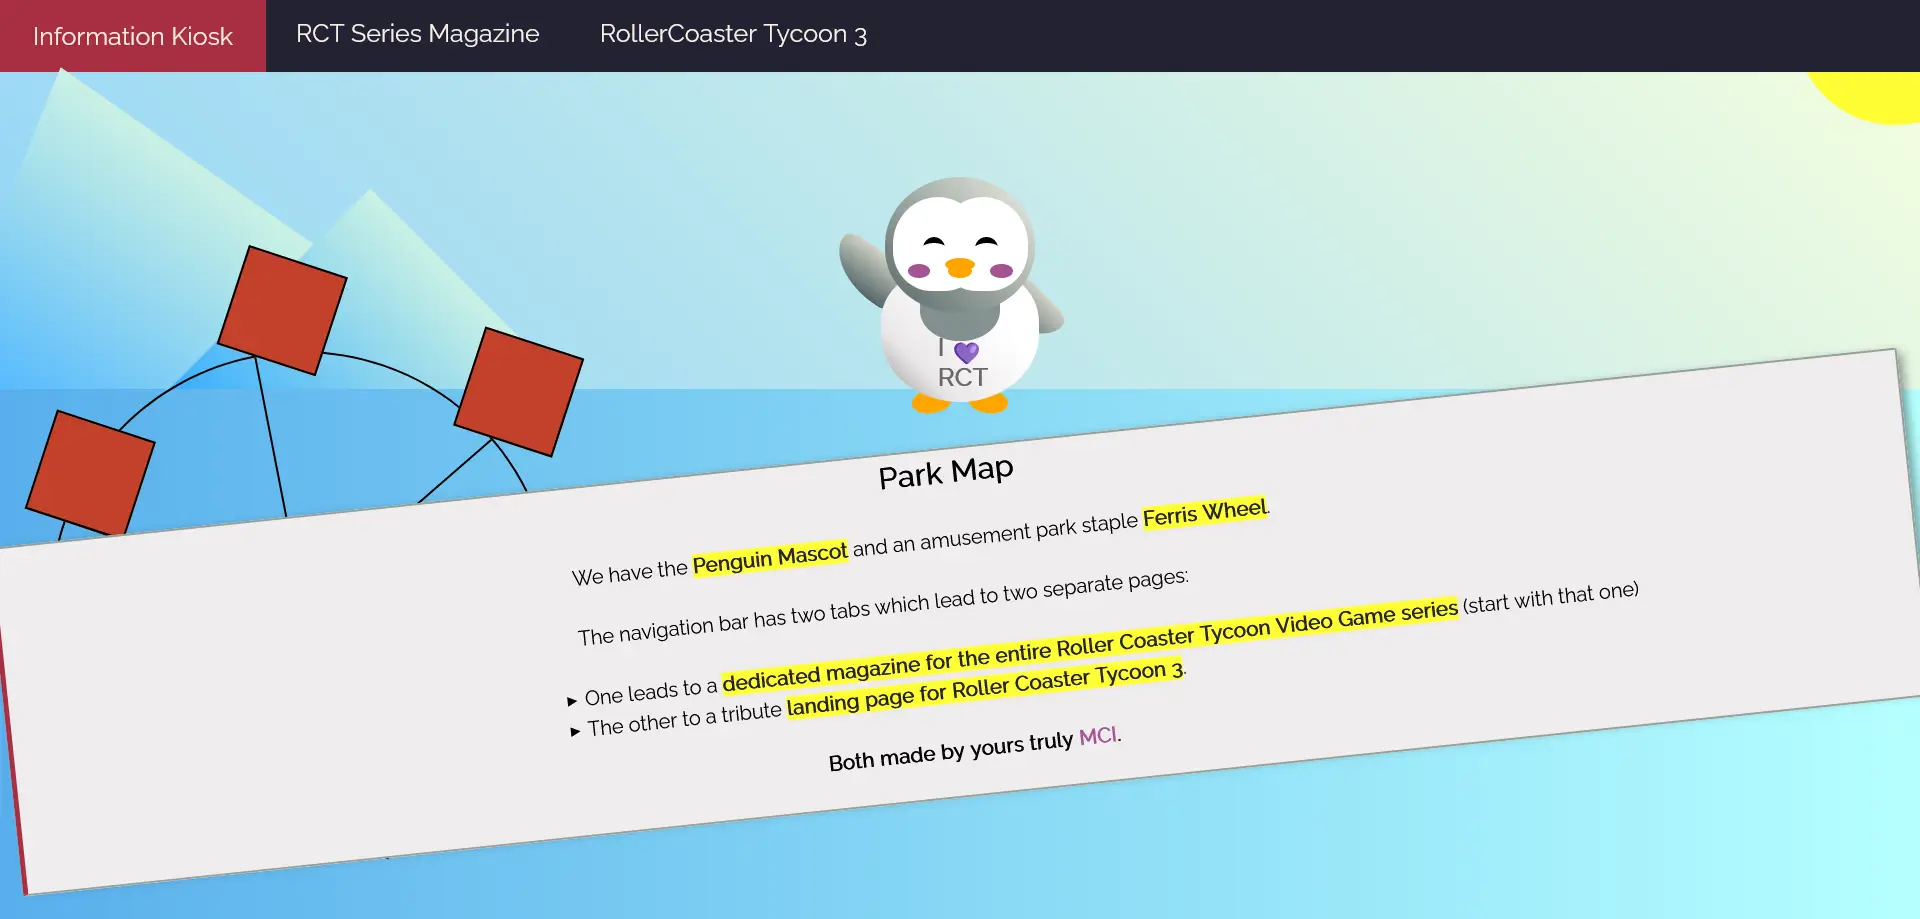 Information Kiosk
RCT Series Magazine
RollerCoaster Tycoon 3
I 💜
RCT
Park Map
We have the Penguin Mascot and an amusement park staple Ferris Wheel.
The navigation bar has two tabs which lead to two separate pages:
▸ One leads to a dedicated magazine for the entire Roller Coaster Tycoon Video Game series (start with that one)
▸ The other to a tribute landing page for Roller Coaster Tycoon 3.
Both made by yours truly MCI.